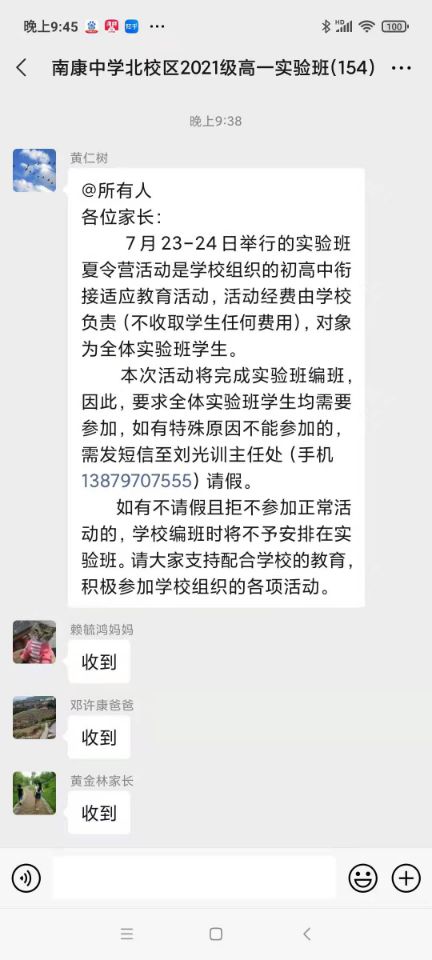 晚上9:45
知乎
HD
100
南康中学北校区2021级高一实验班(154)
晚上9:38
黄仁树
@所有人
各位家长：
7月23-24日举行的实验班
夏令营活动是学校组织的初高中衔
接适应教育活动，活动经费由学校
负责（不收取学生任何费用），对象
为全体实验班学生。
本次活动将完成实验班编班，
因此，要求全体实验班学生均需要
参加，如有特殊原因不能参加的，
需发短信至刘光训主任处（手机
13879707555）请假。
如有不请假且拒不参加正常活
动的，学校编班时将不予安排在实
验班。请大家支持配合学校的教育，
积极参加学校组织的各项活动。
赖毓鸿妈妈
收到
邓许康爸爸
收到
黄金林家长
收到